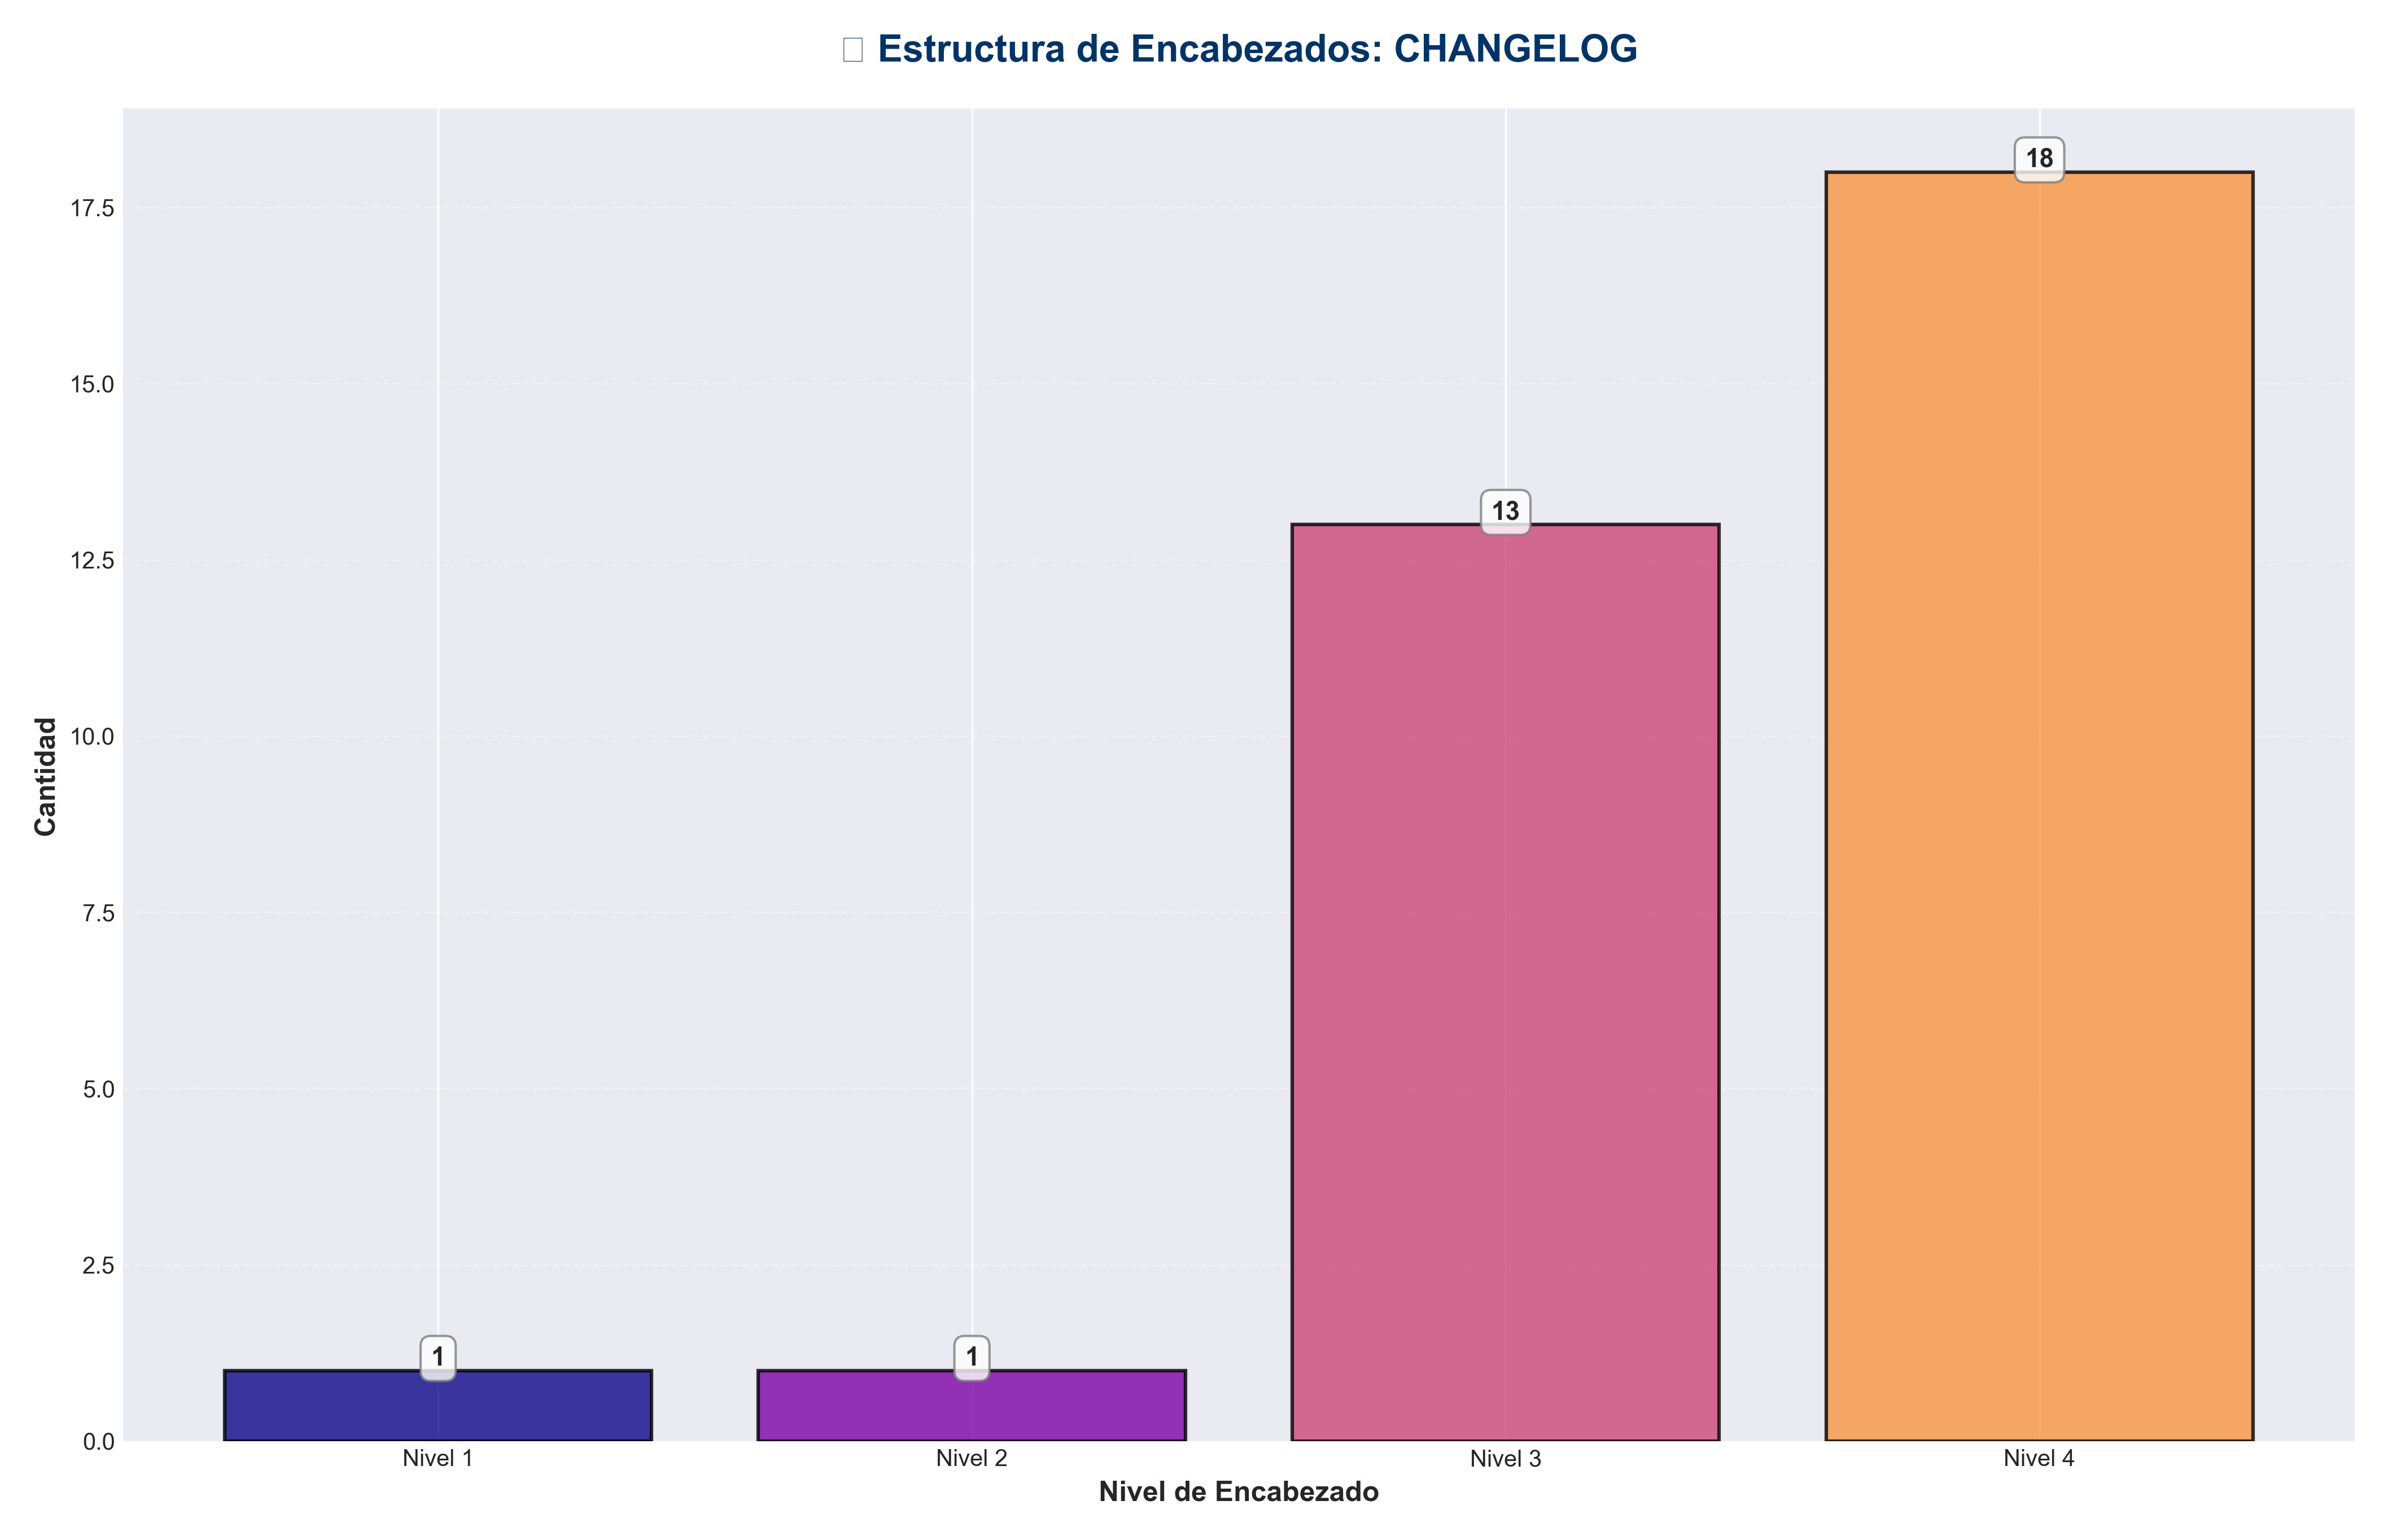 Estructura de Encabezados: CHANGELOG
18
17.5
15.0
13
12.5
10.0
Cantidad
7.5
5.0
2.5
1
1
0.0
Nivel 1
Nivel 2
Nivel 3
Nivel 4
Nivel de Encabezado